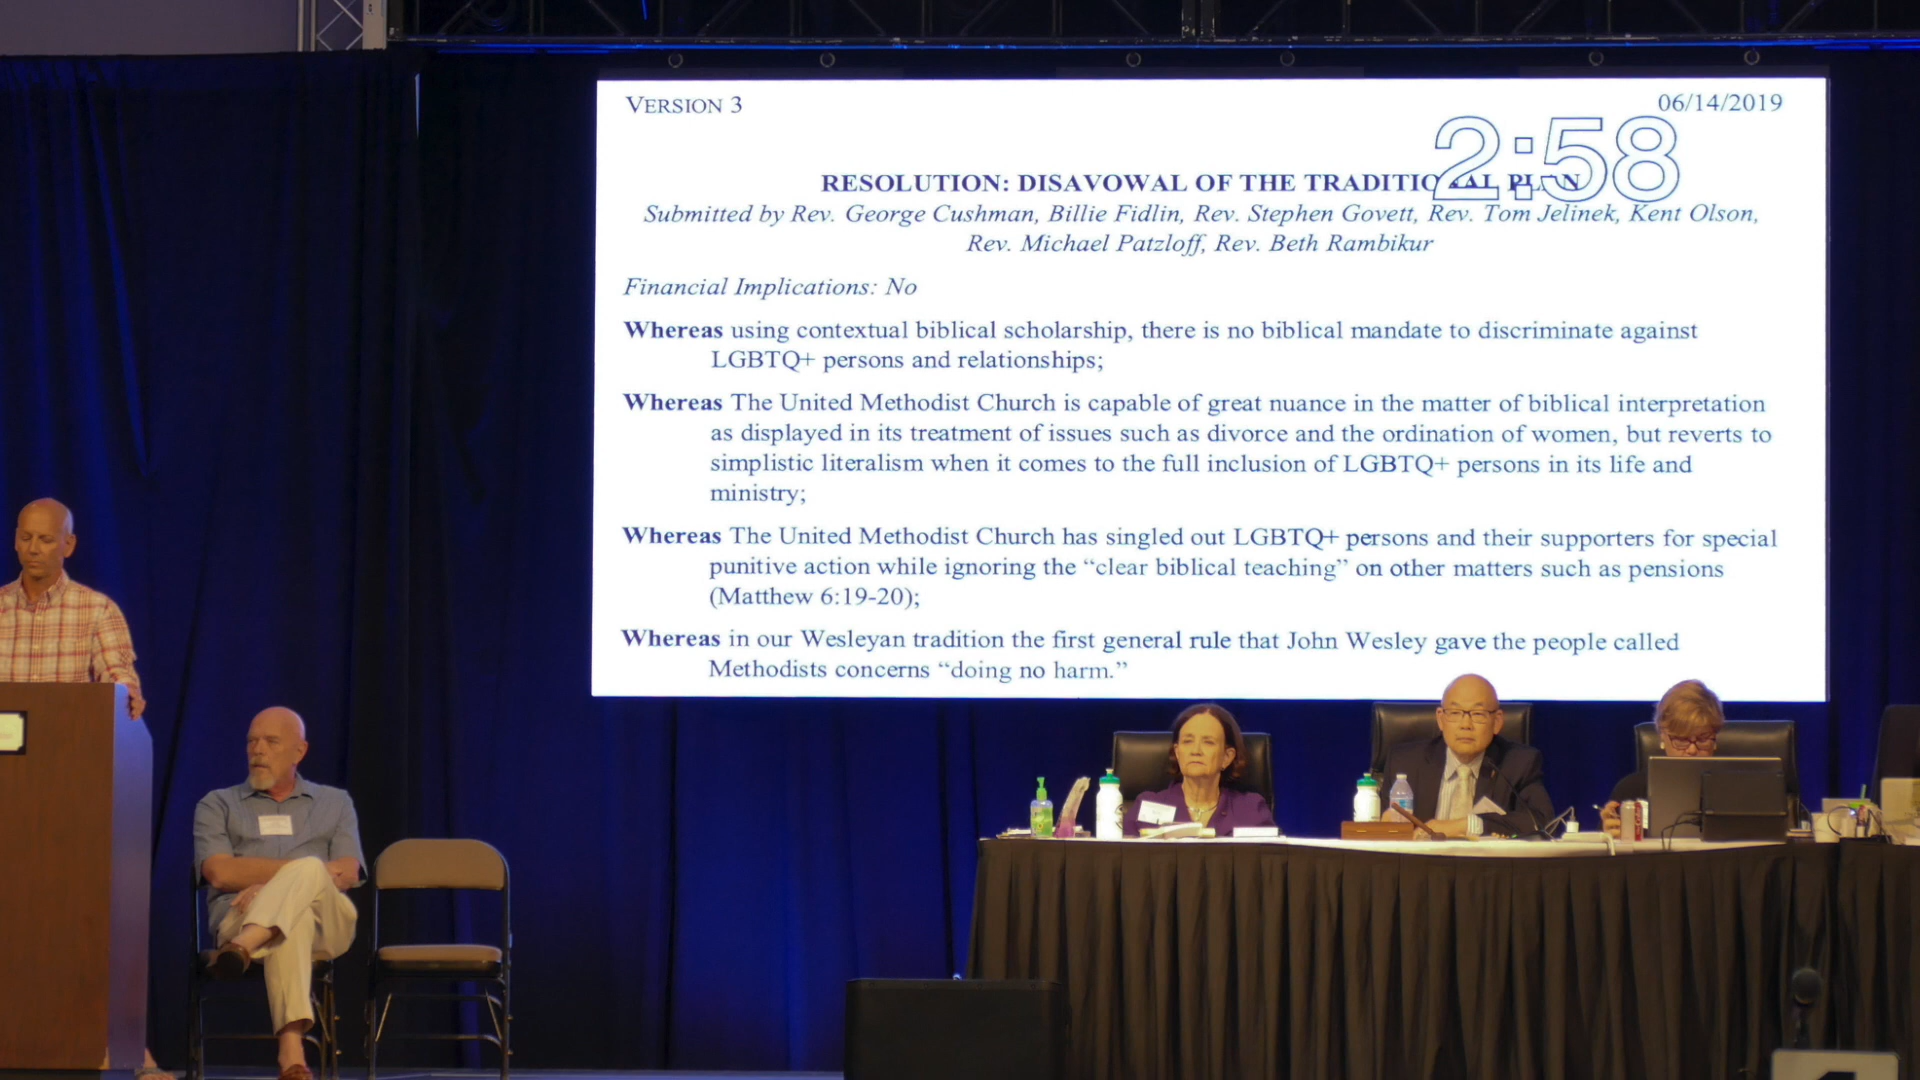 VERSION 3
06/14/2019
2:58
RESOLUTION: DISAVOWAL OF THE TRADITIONAL PLAN
Submitted by Rev. George Cushman, Billie Fidlin, Rev. Stephen Govett, Rev. Tom Jelinek, Kent Olson,
Rev. Michael Patzloff, Rev. Beth Rambikur
Financial Implications: No
Whereas using contextual biblical scholarship, there is no biblical mandate to discriminate against
LGBTQ+ persons and relationships;
Whereas The United Methodist Church is capable of great nuance in the matter of biblical interpretation
as displayed in its treatment of issues such as divorce and the ordination of women, but reverts to
simplistic literalism when it comes to the full inclusion of LGBTQ+ persons in its life and
ministry;
Whereas The United Methodist Church has singled out LGBTQ+ persons and their supporters for special
punitive action while ignoring the “clear biblical teaching” on other matters such as pensions
(Matthew 6:19-20);
Whereas in our Wesleyan tradition the first general rule that John Wesley gave the people called
Methodists concerns “doing no harm.”